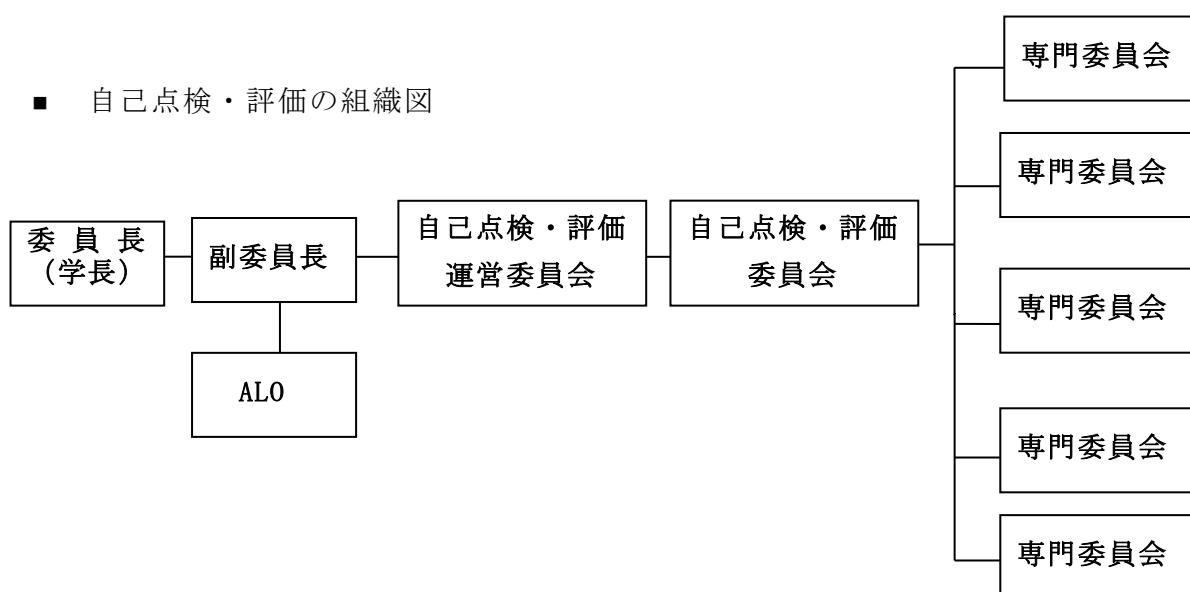 ■ 自己点検・評価の組織図
委員長
(学長)
副委員長
ALO
自己点検・評価
運営委員会
自己点検・評価
委員会
専門委員会
専門委員会
専門委員会
専門委員会
専門委員会